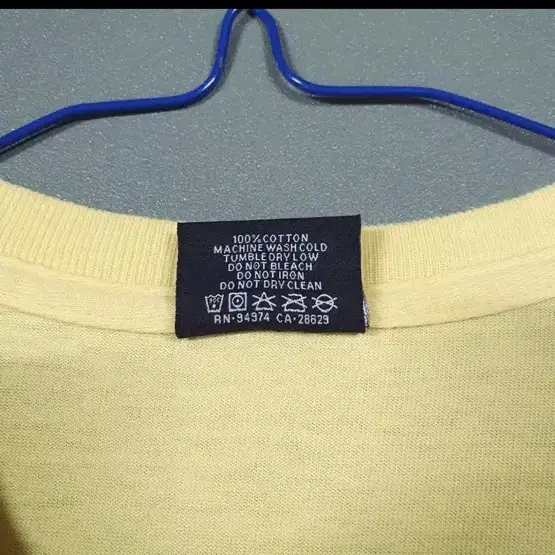 100% COTTON
MACHINE WASH COLD
TUMBLE DRY LOW
DO NOT BLEACH
DO NOT IRON
DO NOT DRY CLEAN
RN·94974 CA·28629